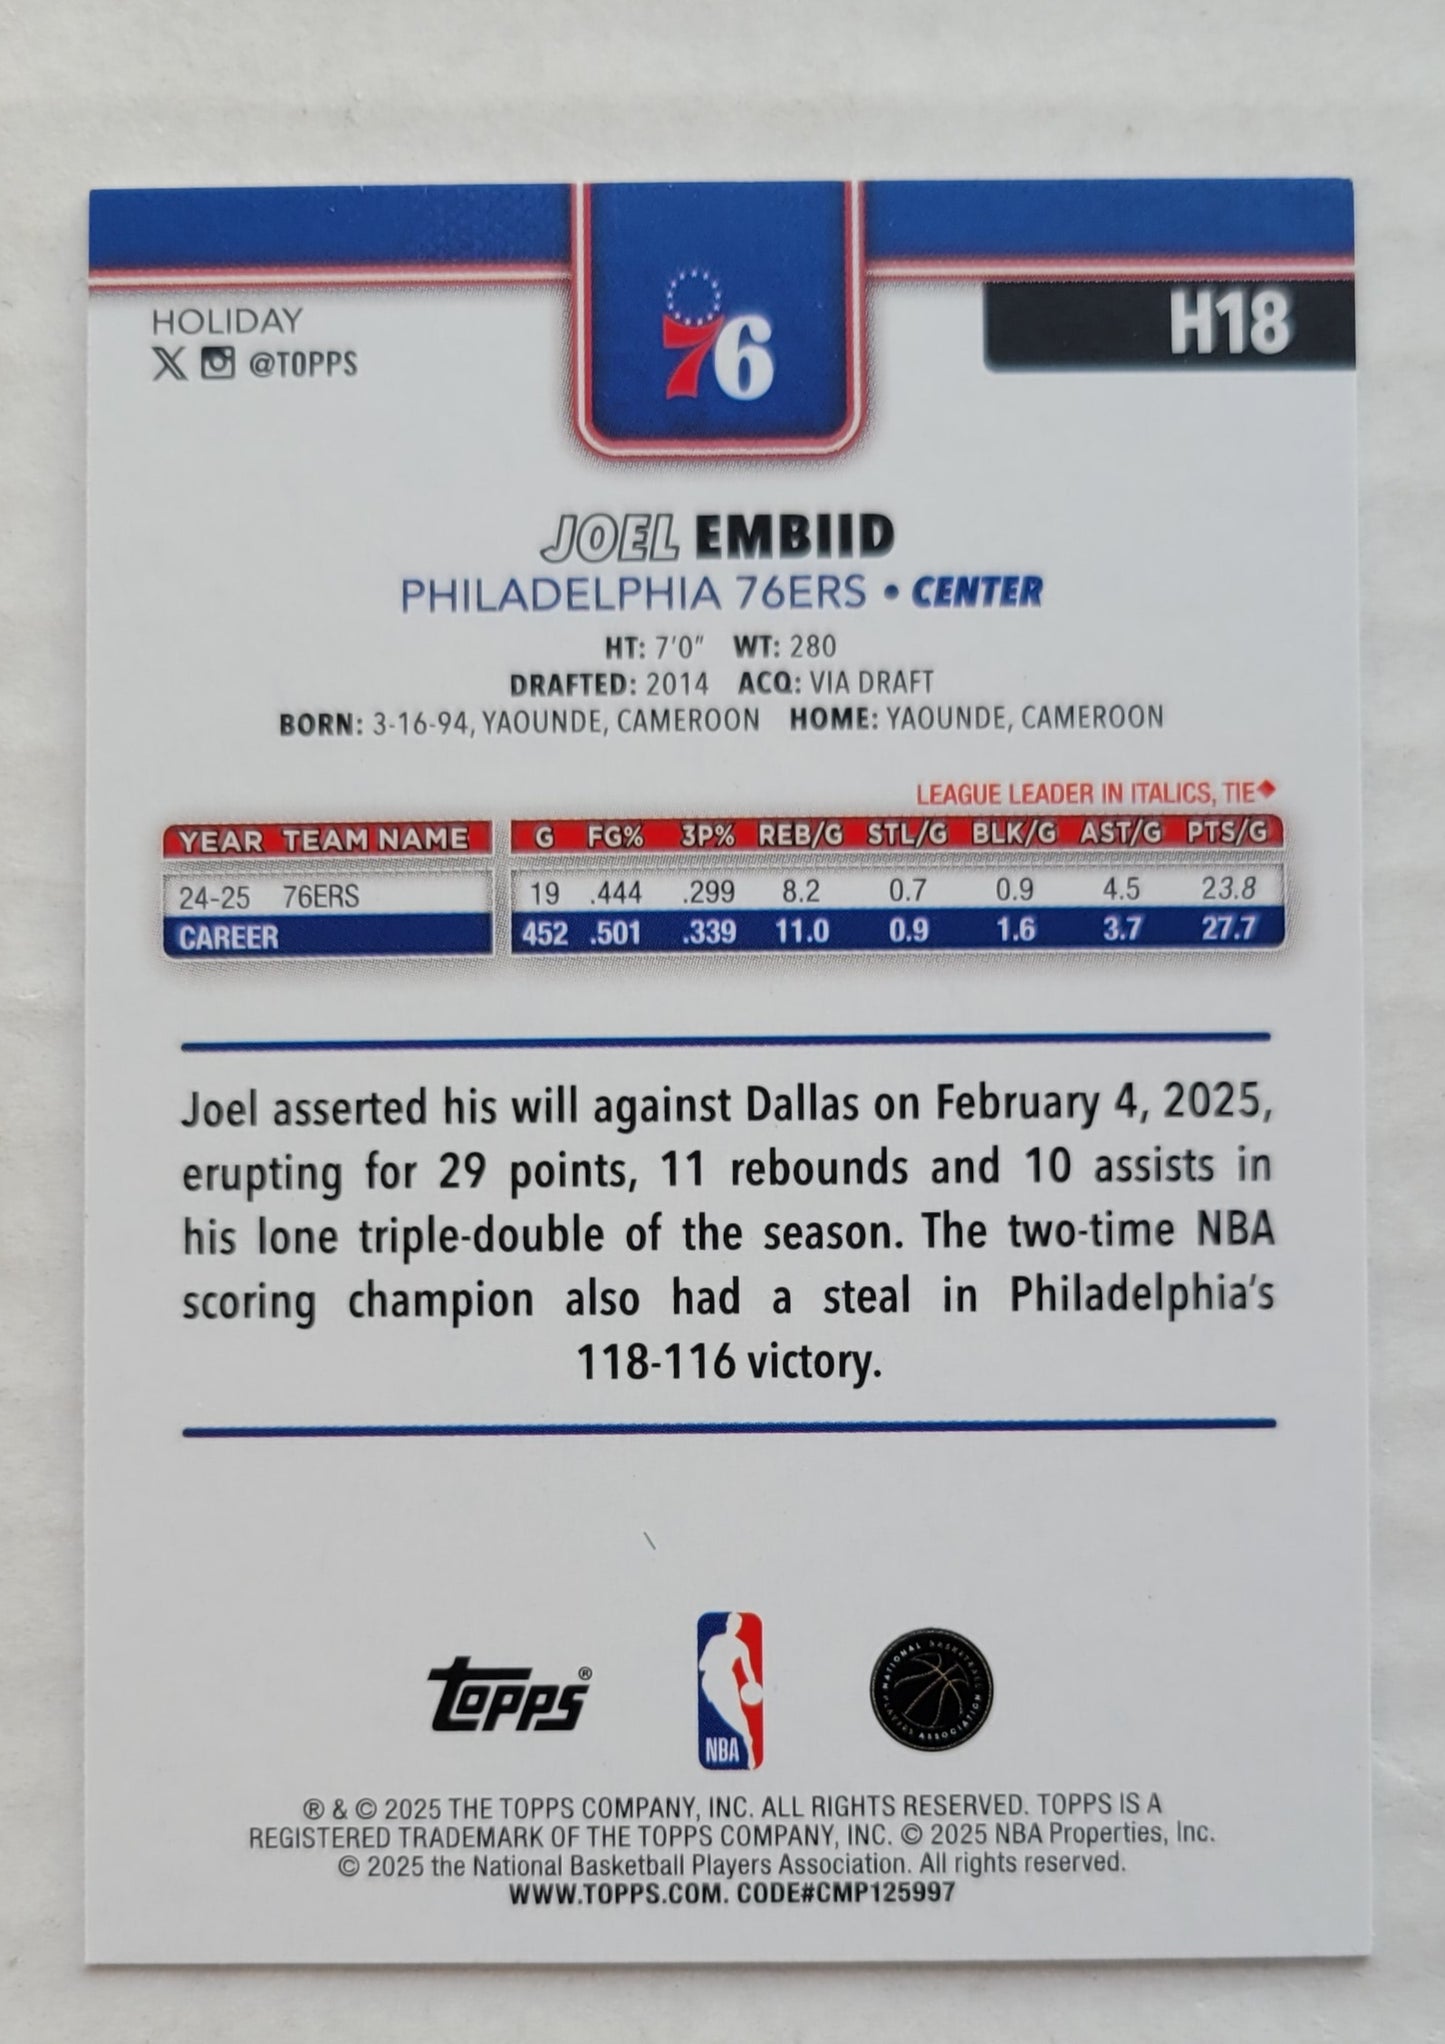 HOLIDAY
X @TOPPS
76
H18
JOEL EMBIID
PHILADELPHIA 76ERS • CENTER
HT: 7'0" WT: 280
DRAFTED: 2014 ACQ: VIA DRAFT
BORN: 3-16-94, YAOUNDE, CAMEROON HOME: YAOUNDE, CAMEROON
LEAGUE LEADER IN ITALICS, TIE◆
YEAR TEAM NAME G FG% 3P% REB/G STL/G BLK/G AST/G PTS/G
24-25 76ERS 19 .444 .299 8.2 0.7 0.9 4.5 23.8
CAREER 452 .501 .339 11.0 0.9 1.6 3.7 27.7
Joel asserted his will against Dallas on February 4, 2025,
erupting for 29 points, 11 rebounds and 10 assists in
his lone triple-double of the season. The two-time NBA
scoring champion also had a steal in Philadelphia's
118-116 victory.
Topps®
NBA
NATIONAL BASKETBALL PLAYERS ASSOCIATION
® & © 2025 THE TOPPS COMPANY, INC. ALL RIGHTS RESERVED. TOPPS IS A
REGISTERED TRADEMARK OF THE TOPPS COMPANY, INC. © 2025 NBA Properties, Inc.
© 2025 the National Basketball Players Association. All rights reserved.
WWW.TOPPS.COM. CODE#CMP125997